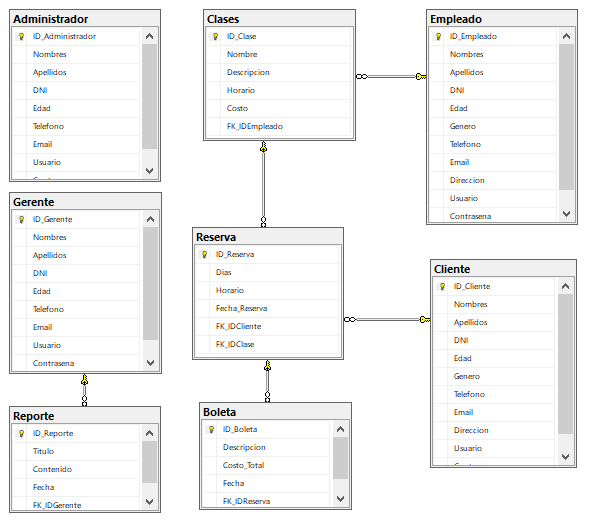 Administrador
ID_Administrador
Nombres
Apellidos
DNI
Edad
Telefono
Email
Usuario
Clases
ID_Clase
Nombre
Descripcion
Horario
Costo
FK_IDEmpleado
Empleado
ID_Empleado
Nombres
Apellidos
DNI
Edad
Genero
Telefono
Email
Direccion
Usuario
Contrasena
Gerente
ID_Gerente
Nombres
Apellidos
DNI
Edad
Telefono
Email
Usuario
Contrasena
Reserva
ID_Reserva
Dias
Horario
Fecha_Reserva
FK_IDCliente
FK_IDClase
Cliente
ID_Cliente
Nombres
Apellidos
DNI
Edad
Genero
Telefono
Email
Direccion
Usuario
Reporte
ID_Reporte
Titulo
Contenido
Fecha
FK_IDGerente
Boleta
ID_Boleta
Descripcion
Costo_Total
Fecha
FK_IDReserva